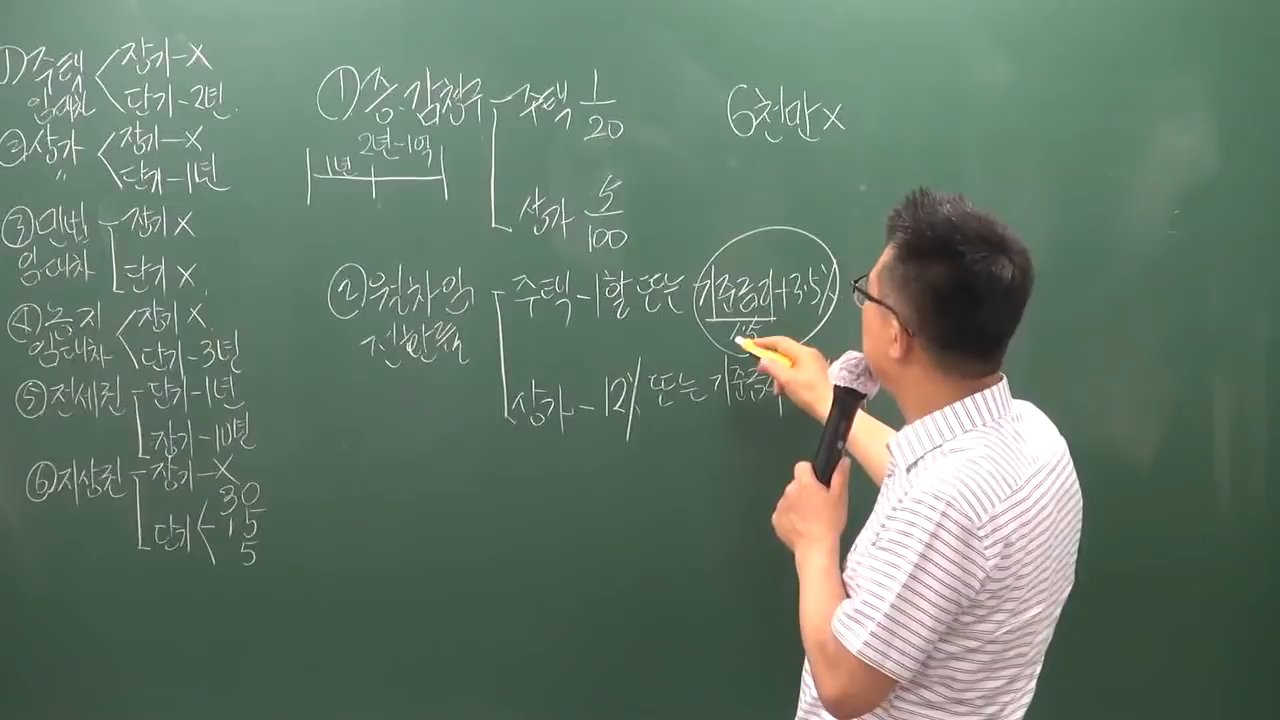 ① 주택 장기-X
임대차 단기-2년
② 상가 장기-X
" 단기-1년
③ 민법 장기 X
임대차 단기 X
④ 농지 장기 X
임대차 단기-3년
⑤ 전세권 단기-1년
장기-10년
⑥ 지상권 장기-X
단기 30
15
5
① 증·감청구 주택 1/20
1년 2년-1억
상가 5/100
② 월차임 주택-1할 또는 기준금리+3.5%
전환률
상가-12% 또는 기준금리
6천만X